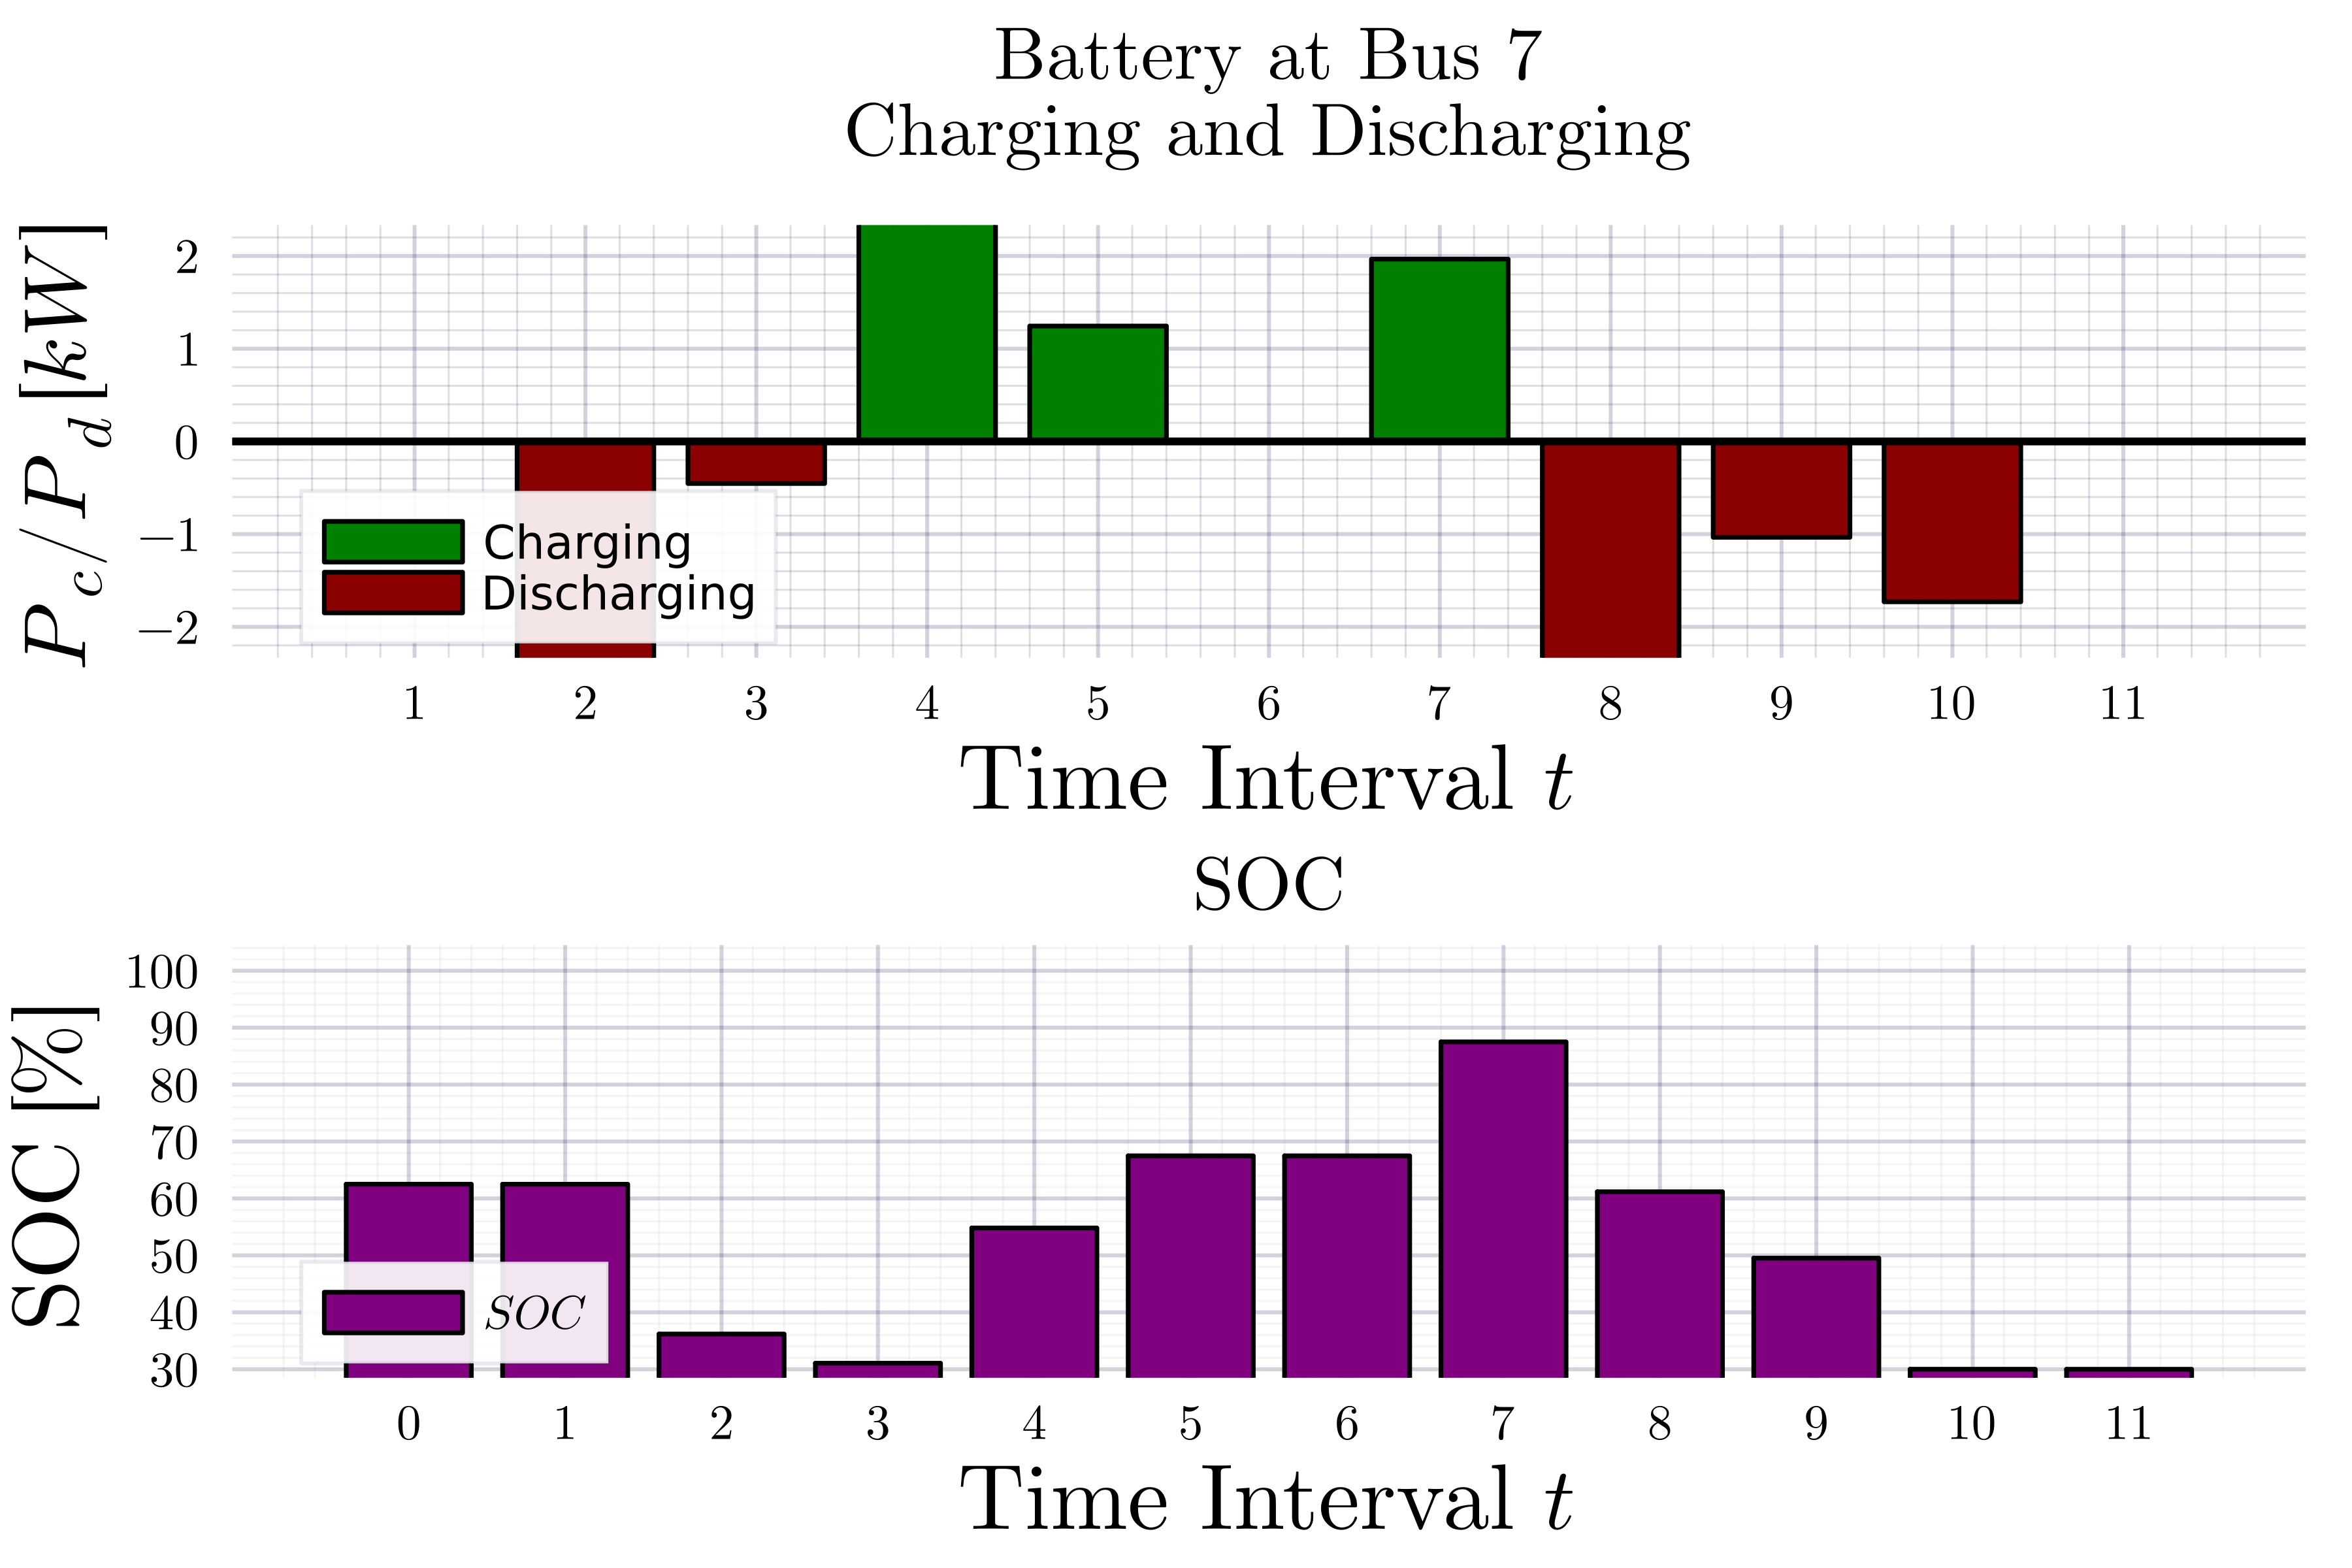 Battery at Bus 7
Charging and Discharging
P_c/P_d [kW]
2
1
0
−1
−2
Charging
Discharging
1 2 3 4 5 6 7 8 9 10 11
Time Interval t
SOC
SOC [%]
100
90
80
70
60
50
40
30
SOC
0 1 2 3 4 5 6 7 8 9 10 11
Time Interval t